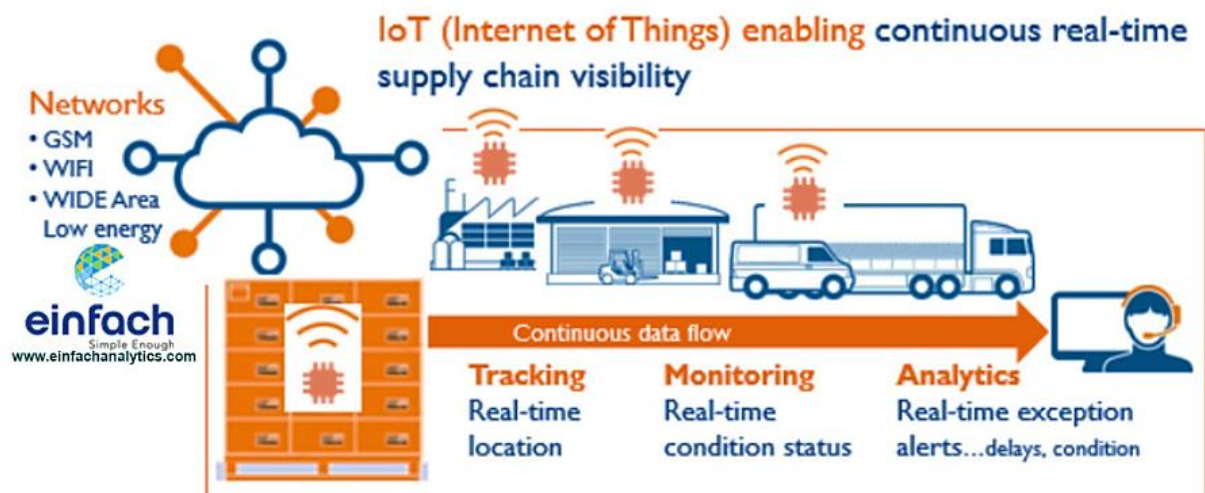 IoT (Internet of Things) enabling continuous real-time
supply chain visibility
Networks
• GSM
• WIFI
• WIDE Area
Low energy
einfach
Simple Enough
www.einfachanalytics.com
Continuous data flow
Tracking
Real-time
location
Monitoring
Real-time
condition status
Analytics
Real-time exception
alerts...delays, condition